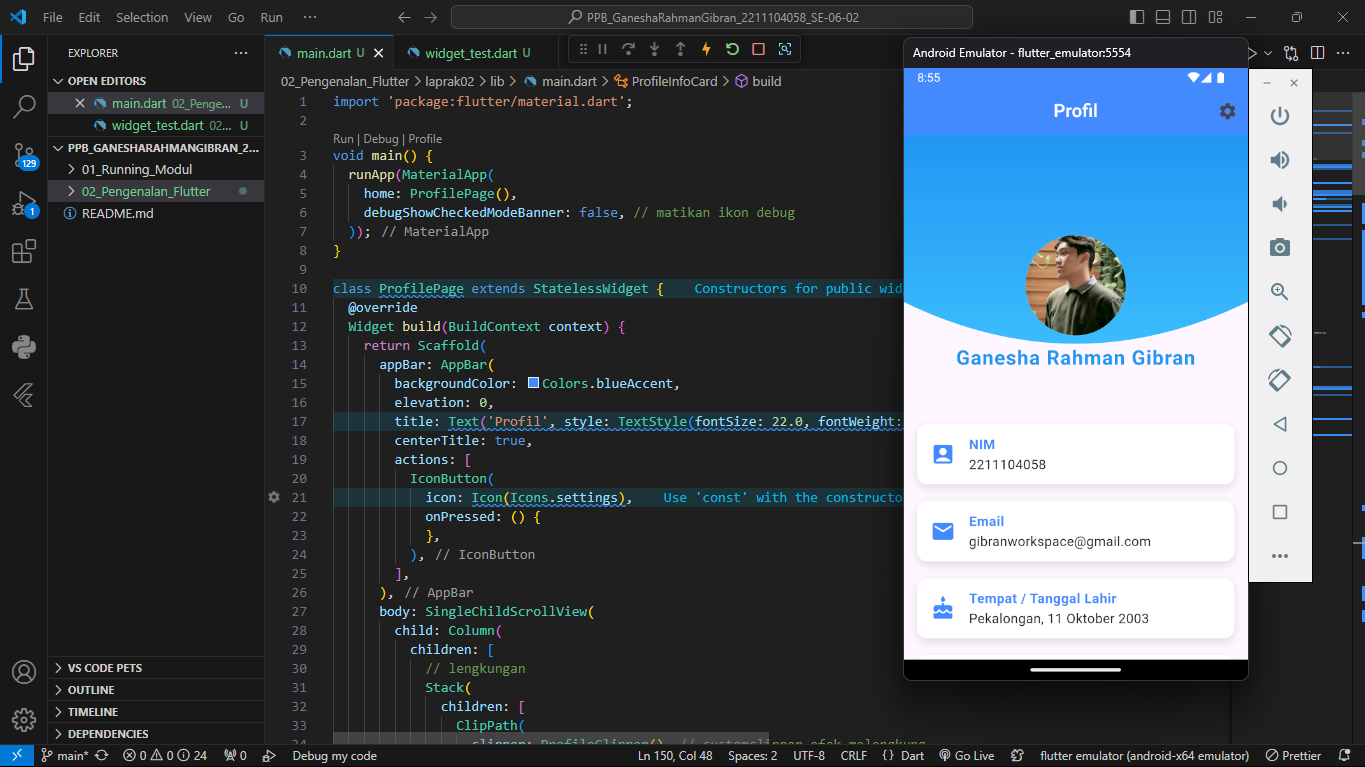 File Edit Selection View Go Run ··· PPB_GaneshaRahmanGibran_2211104058_SE-06-02
EXPLORER ···
OPEN EDITORS
main.dart 02_Penge... U
widget_test.dart 02... U
PPB_GANESHARAHMANGIBRAN_2...
01_Running_Modul
02_Pengenalan_Flutter
README.md
129
1
VS CODE PETS
OUTLINE
TIMELINE
DEPENDENCIES
main.dart U widget_test.dart U
02_Pengenalan_Flutter > laprak02 > lib > main.dart > ProfileInfoCard > build
1 import 'package:flutter/material.dart';
2
Run | Debug | Profile
3 void main() {
4 runApp(MaterialApp(
5 home: ProfilePage(),
6 debugShowCheckedModeBanner: false, // matikan ikon debug
7 )); // MaterialApp
8 }
9
10 class ProfilePage extends StatelessWidget { Constructors for public wid
11 @override
12 Widget build(BuildContext context) {
13 return Scaffold(
14 appBar: AppBar(
15 backgroundColor: Colors.blueAccent,
16 elevation: 0,
17 title: Text('Profil', style: TextStyle(fontSize: 22.0, fontWeight:
18 centerTitle: true,
19 actions: [
20 IconButton(
21 icon: Icon(Icons.settings), Use 'const' with the constructo
22 onPressed: () {
23 },
24 ), // IconButton
25 ],
26 ), // AppBar
27 body: SingleChildScrollView(
28 child: Column(
29 children: [
30 // lengkungan
31 Stack(
32 children: [
33 ClipPath(
Android Emulator - flutter_emulator:5554
8:55
Profil
Ganesha Rahman Gibran
NIM
2211104058
Email
gibranworkspace@gmail.com
Tempat / Tanggal Lahir
Pekalongan, 11 Oktober 2003
main* 0 0 24 0 Debug my code Ln 150, Col 48 Spaces: 2 UTF-8 CRLF {} Dart Go Live flutter emulator (android-x64 emulator) Prettier